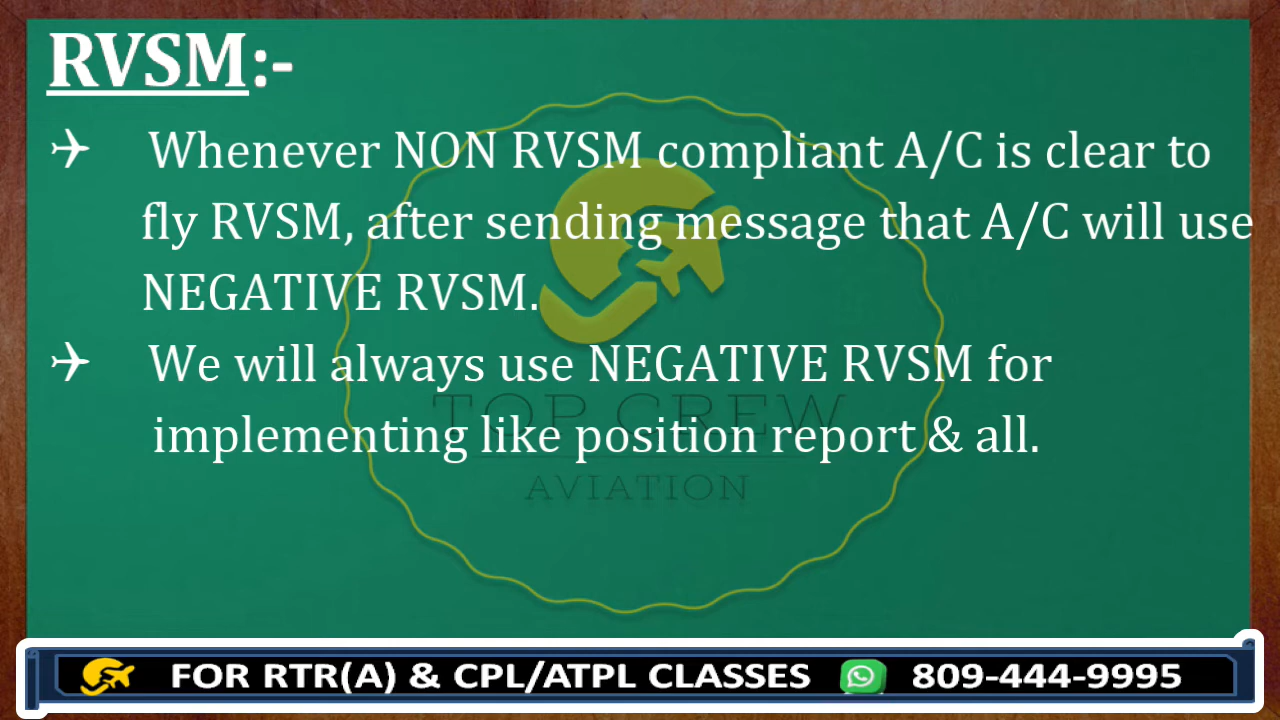 RVSM:-
✈ Whenever NON RVSM compliant A/C is clear to
fly RVSM, after sending message that A/C will use
NEGATIVE RVSM.
✈ We will always use NEGATIVE RVSM for
implementing like position report & all.
TOP CREW
AVIATION
FOR RTR(A) & CPL/ATPL CLASSES 809-444-9995